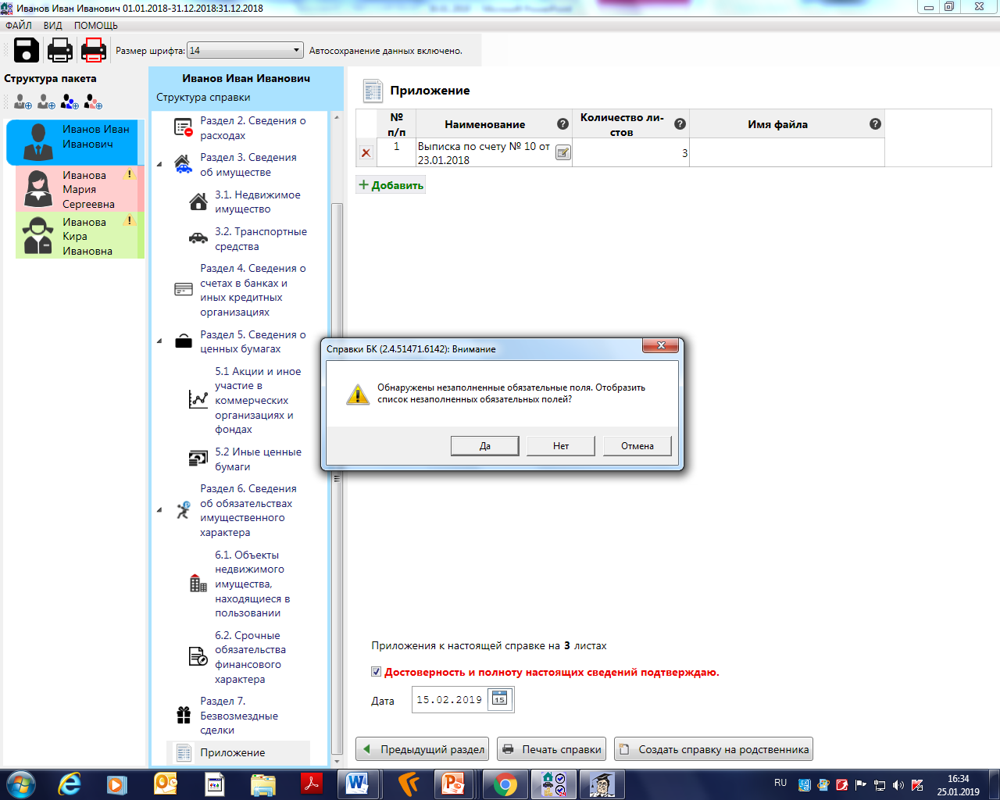 Иванов Иван Иванович 01.01.2018-31.12.2018:31.12.2018
ФАЙЛ ВИД ПОМОЩЬ
Размер шрифта: 14 Автосохранение данных включено.
Структура пакета
Иванов Иван
Иванович
Иванова
Мария
Сергеевна
Иванова
Кира
Ивановна
Иванов Иван Иванович
Структура справки
Раздел 2. Сведения о
расходах
Раздел 3. Сведения
об имуществе
3.1. Недвижимое
имущество
3.2. Транспортные
средства
Раздел 4. Сведения о
счетах в банках и
иных кредитных
организациях
Раздел 5. Сведения о
ценных бумагах
5.1 Акции и иное
участие в
коммерческих
организациях и
фондах
5.2 Иные ценные
бумаги
Раздел 6. Сведения
об обязательствах
имущественного
характера
6.1. Объекты
недвижимого
имущества,
находящиеся в
пользовании
6.2. Срочные
обязательства
финансового
характера
Раздел 7.
Безвозмездные
сделки
Приложение
Приложение
№
п/п
Наименование
Количество ли-
стов
Имя файла
1
Выписка по счету № 10 от
23.01.2018
3
Добавить
Справки БК (2.4.51471.6142): Внимание
Обнаружены незаполненные обязательные поля. Отобразить
список незаполненных обязательных полей?
Да Нет Отмена
Приложения к настоящей справке на 3 листах
Достоверность и полноту настоящих сведений подтверждаю.
Дата 15.02.2019 15
Предыдущий раздел Печать справки Создать справку на родственника
RU
16:34
25.01.2019